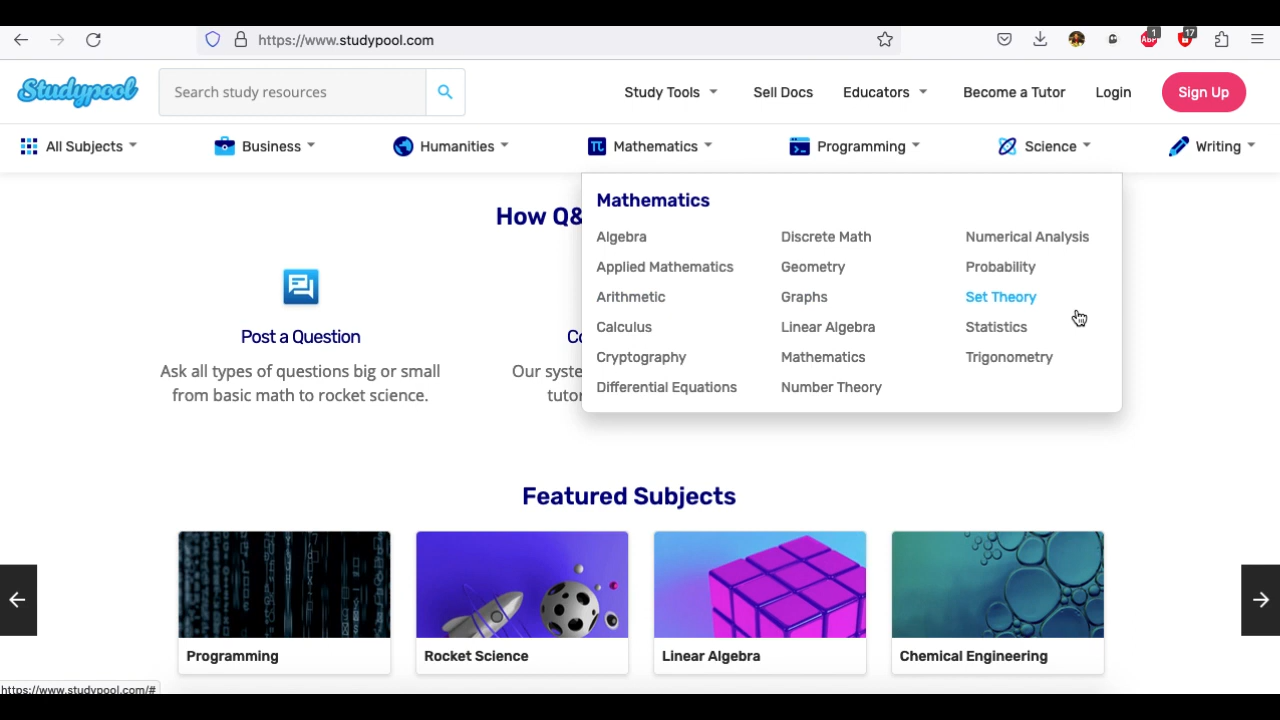 https://www.studypool.com
1
ABP
17
Studypool
Search study resources
Study Tools
Sell Docs
Educators
Become a Tutor
Login
Sign Up
All Subjects
Business
Humanities
Mathematics
Programming
Science
Writing
How Q&
Mathematics
Algebra
Discrete Math
Numerical Analysis
Applied Mathematics
Geometry
Probability
Arithmetic
Graphs
Set Theory
Calculus
Linear Algebra
Statistics
Cryptography
Mathematics
Trigonometry
Differential Equations
Number Theory
Post a Question
Ask all types of questions big or small
from basic math to rocket science.
Our syste
Featured Subjects
Programming
Rocket Science
Linear Algebra
Chemical Engineering
https://www.studypool.com/#